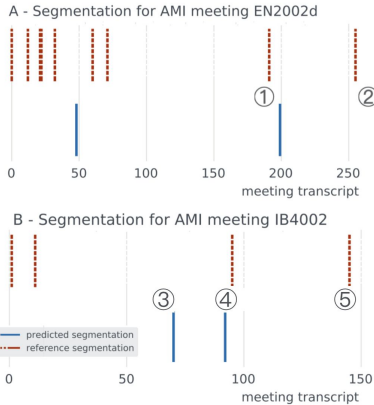 A - Segmentation for AMI meeting EN2002d
① ②
0 50 100 150 200 250
meeting transcript
B - Segmentation for AMI meeting IB4002
③ ④ ⑤
predicted segmentation
reference segmentation
0 50 100 150
meeting transcript